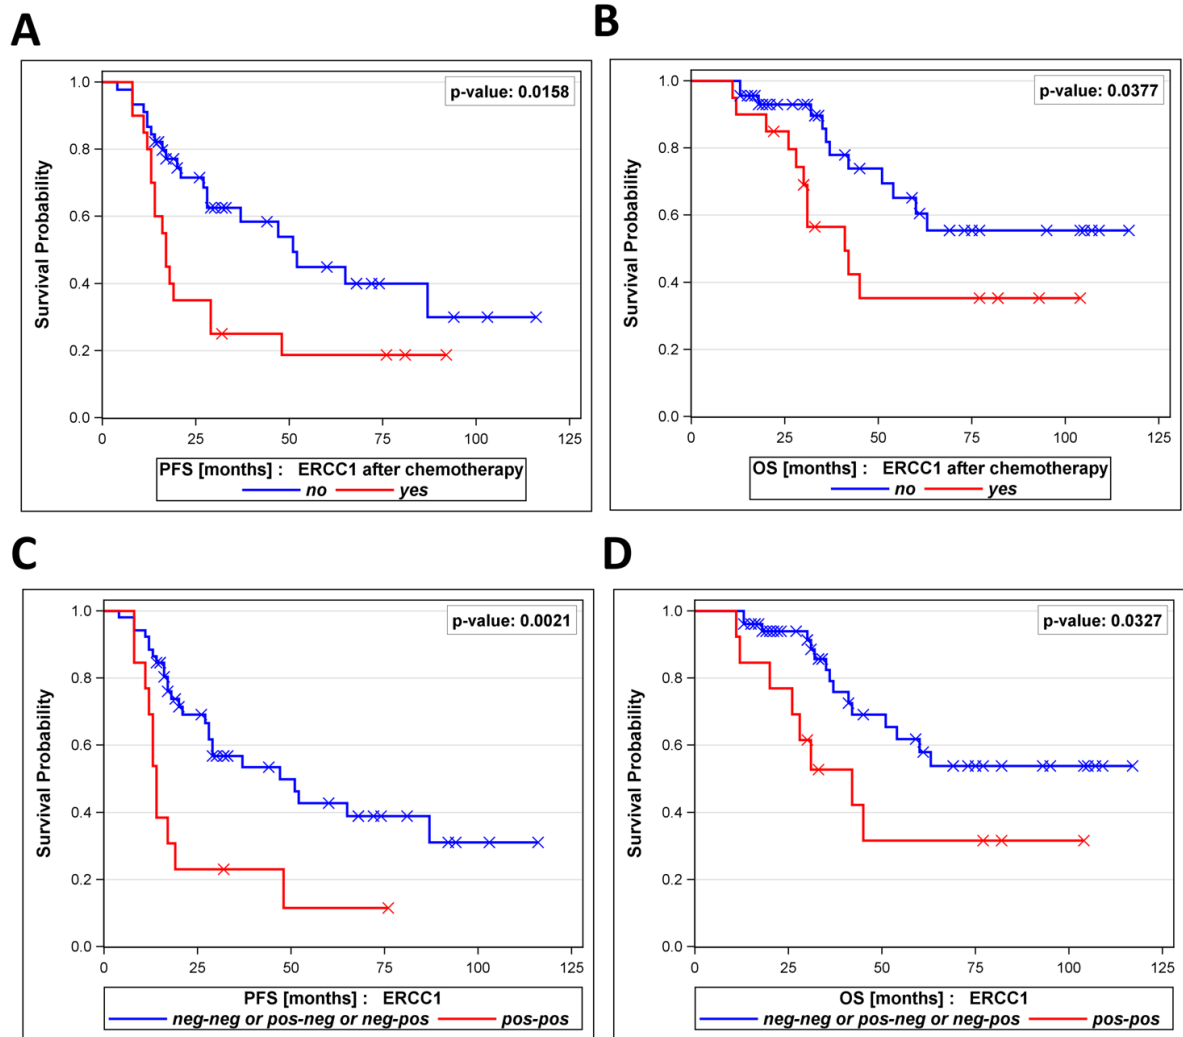 A
p-value: 0.0158
Survival Probability
1.0
0.8
0.6
0.4
0.2
0.0
0 25 50 75 100 125
PFS [months] : ERCC1 after chemotherapy
no yes
B
p-value: 0.0377
Survival Probability
1.0
0.8
0.6
0.4
0.2
0.0
0 25 50 75 100 125
OS [months] : ERCC1 after chemotherapy
no yes
C
p-value: 0.0021
Survival Probability
1.0
0.8
0.6
0.4
0.2
0.0
0 25 50 75 100 125
PFS [months] : ERCC1
neg-neg or pos-neg or neg-pos pos-pos
D
p-value: 0.0327
Survival Probability
1.0
0.8
0.6
0.4
0.2
0.0
0 25 50 75 100 125
OS [months] : ERCC1
neg-neg or pos-neg or neg-pos pos-pos